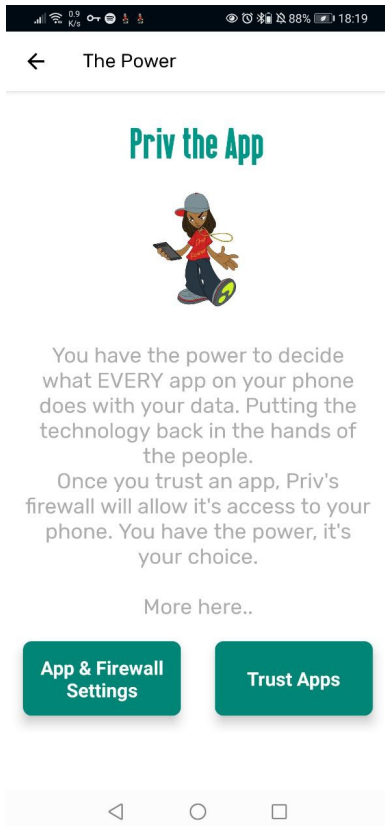 0.9
K/s
88%
18:19
The Power
Priv the App
You have the power to decide
what EVERY app on your phone
does with your data. Putting the
technology back in the hands of
the people.
Once you trust an app, Priv's
firewall will allow it's access to your
phone. You have the power, it's
your choice.
More here..
App & Firewall
Settings
Trust Apps